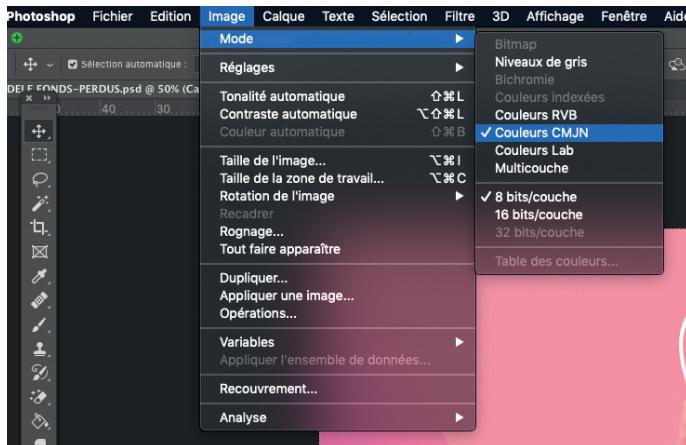 Photoshop Fichier Edition Image Calque Texte Sélection Filtre 3D Affichage Fenêtre Aide
Sélection automatique :
DELE FONDS-PERDUS.psd @ 50% (Ca
40 30
Mode
Réglages
Tonalité automatique ⇧⌘L
Contraste automatique ⌥⇧⌘L
Couleur automatique ⇧⌘B
Taille de l'image... ⌥⌘I
Taille de la zone de travail... ⌥⌘C
Rotation de l'image
Recadrer
Rognage...
Tout faire apparaître
Dupliquer...
Appliquer une image...
Opérations...
Variables
Appliquer l'ensemble de données...
Recouvrement...
Analyse
Bitmap
Niveaux de gris
Bichromie
Couleurs indexées
Couleurs RVB
✓ Couleurs CMJN
Couleurs Lab
Multicouche
✓ 8 bits/couche
16 bits/couche
32 bits/couche
Table des couleurs...